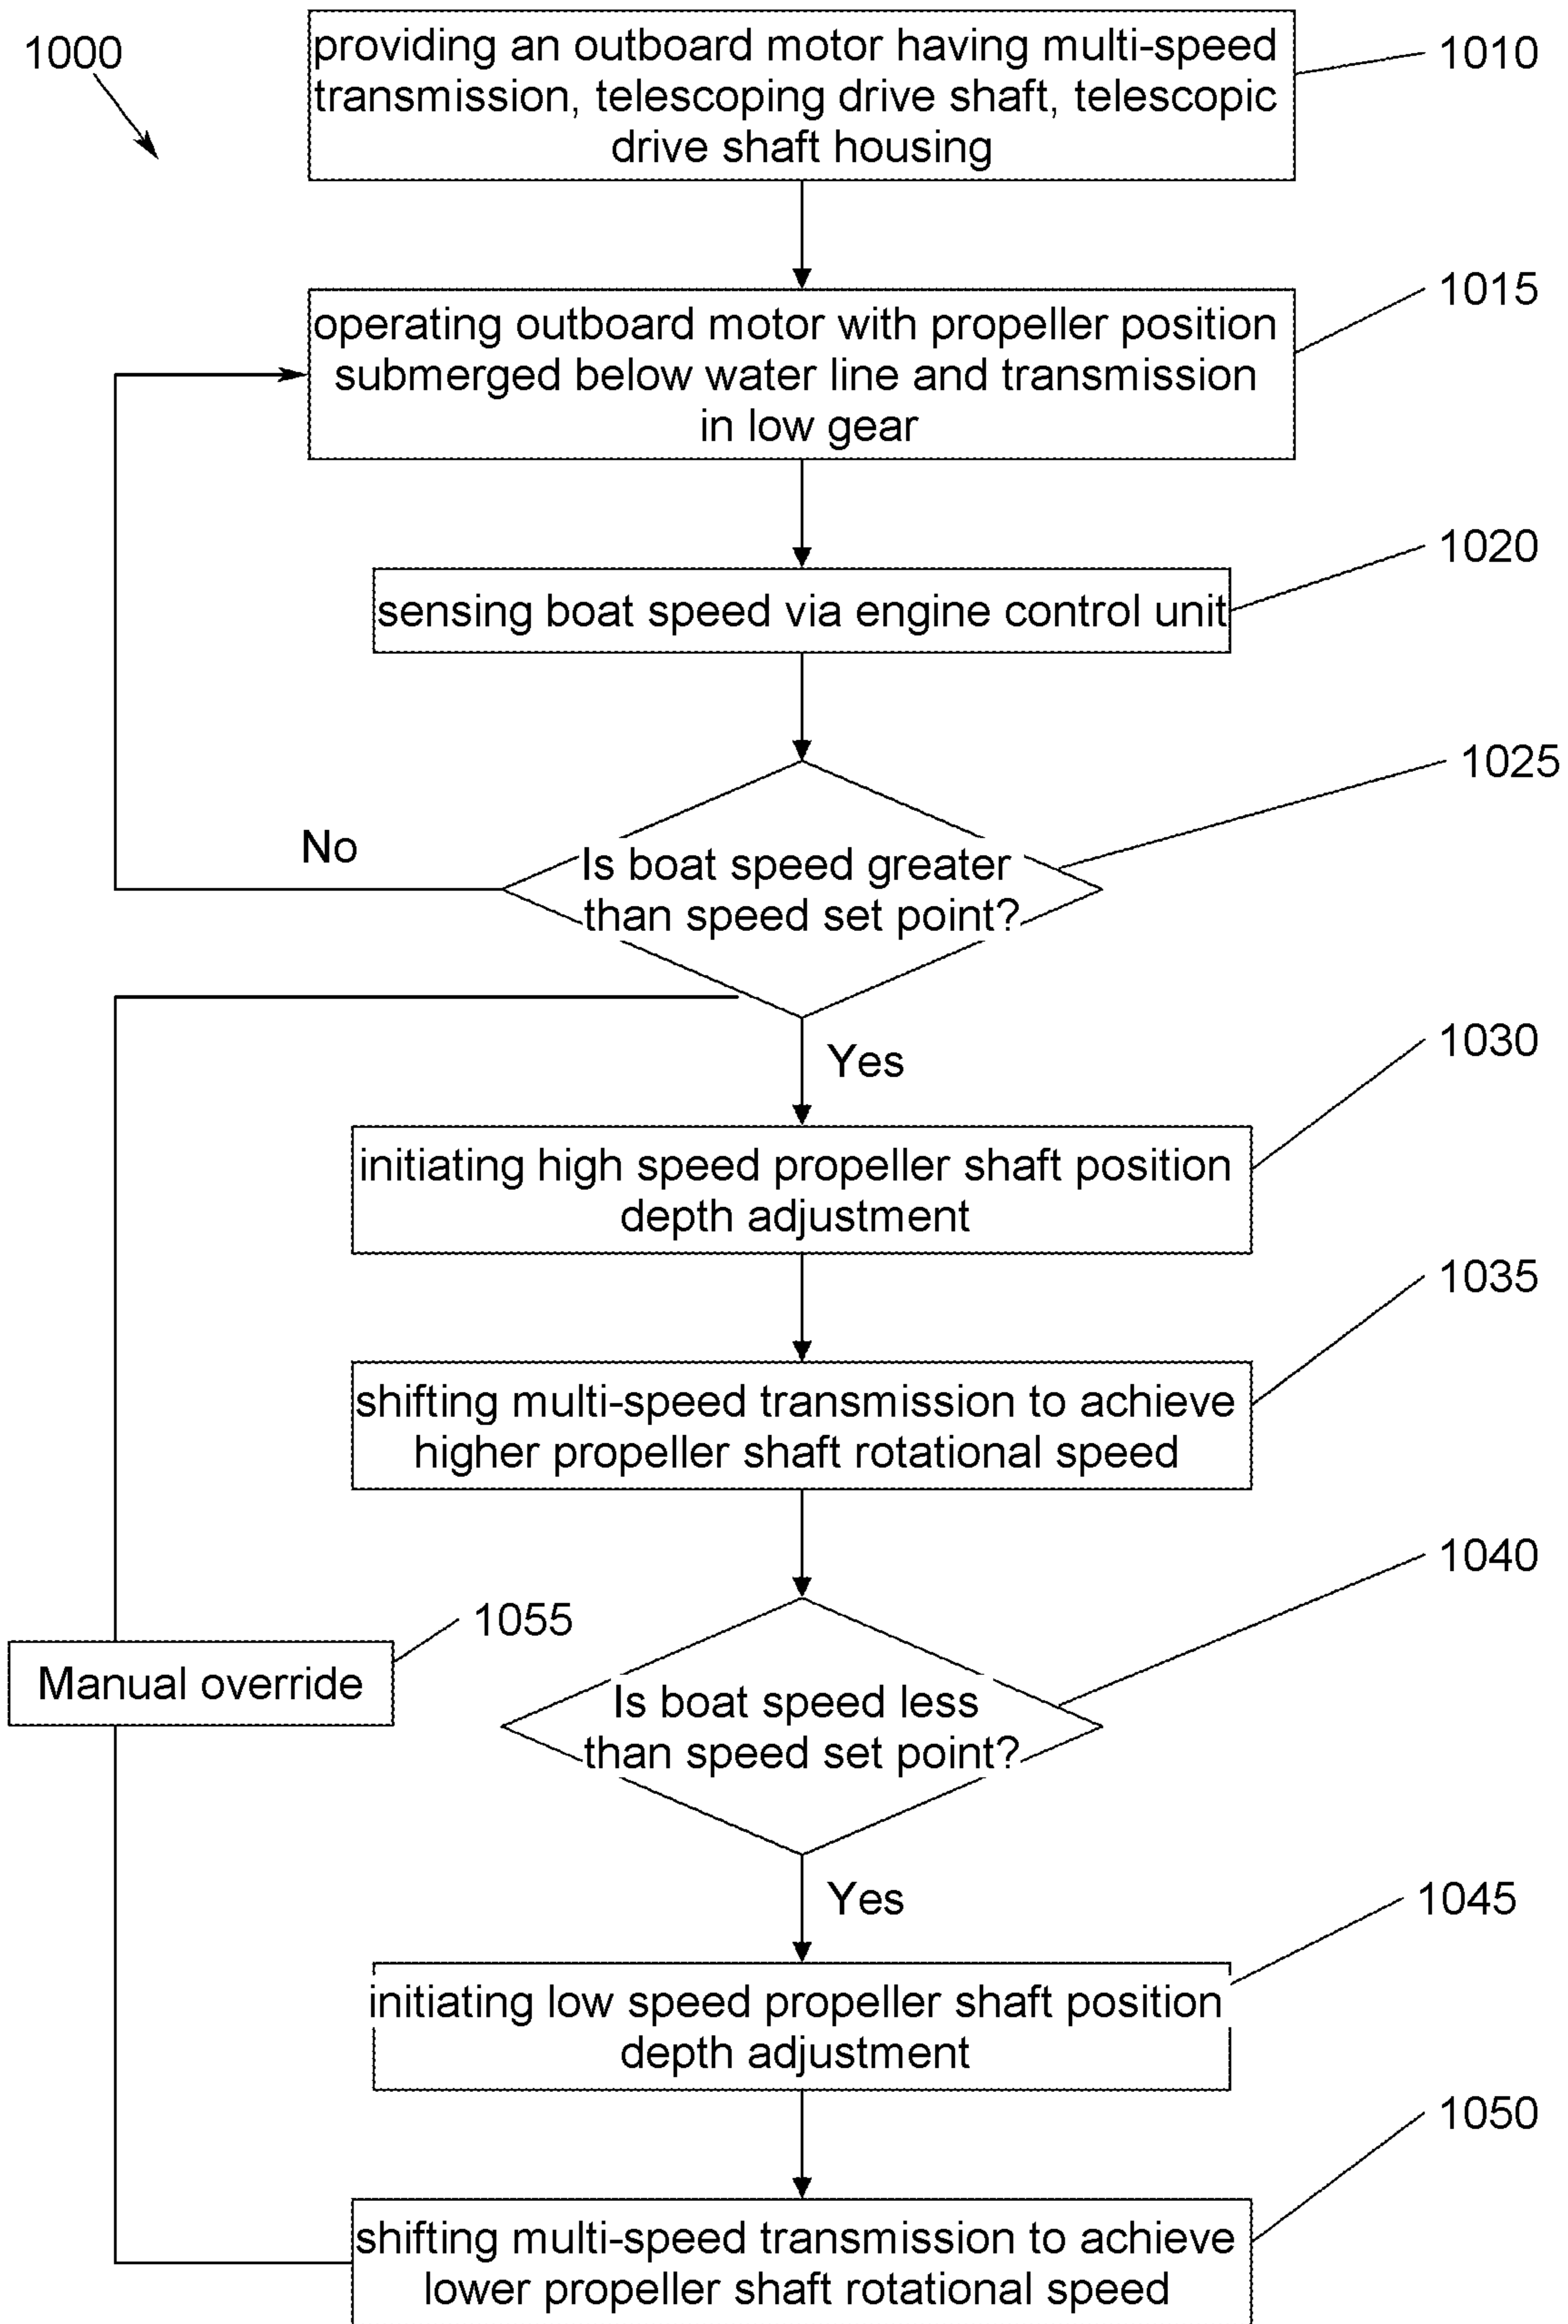 1000
providing an outboard motor having multi-speed
transmission, telescoping drive shaft, telescopic
drive shaft housing
1010
operating outboard motor with propeller position
submerged below water line and transmission
in low gear
1015
sensing boat speed via engine control unit
1020
Is boat speed greater
than speed set point?
1025
No
Yes
initiating high speed propeller shaft position
depth adjustment
1030
shifting multi-speed transmission to achieve
higher propeller shaft rotational speed
1035
Is boat speed less
than speed set point?
1040
Manual override
1055
Yes
initiating low speed propeller shaft position
depth adjustment
1045
shifting multi-speed transmission to achieve
lower propeller shaft rotational speed
1050